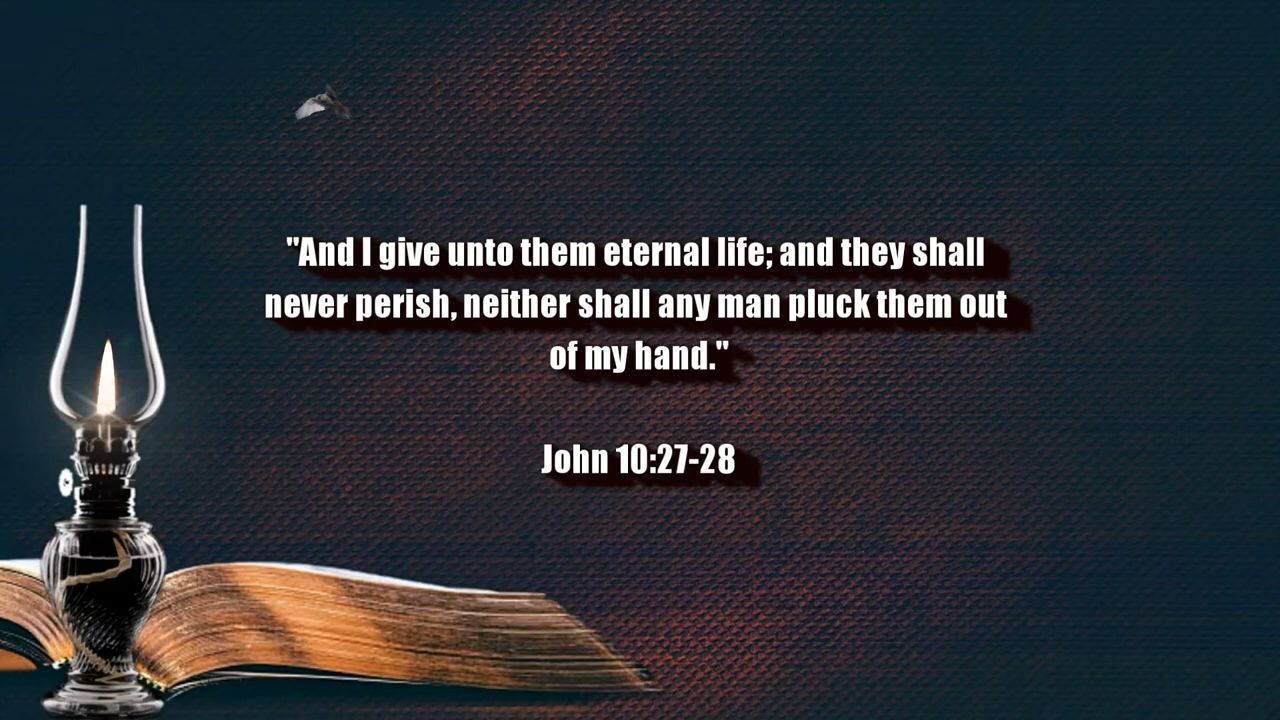 "And I give unto them eternal life; and they shall
never perish, neither shall any man pluck them out
of my hand."
John 10:27-28